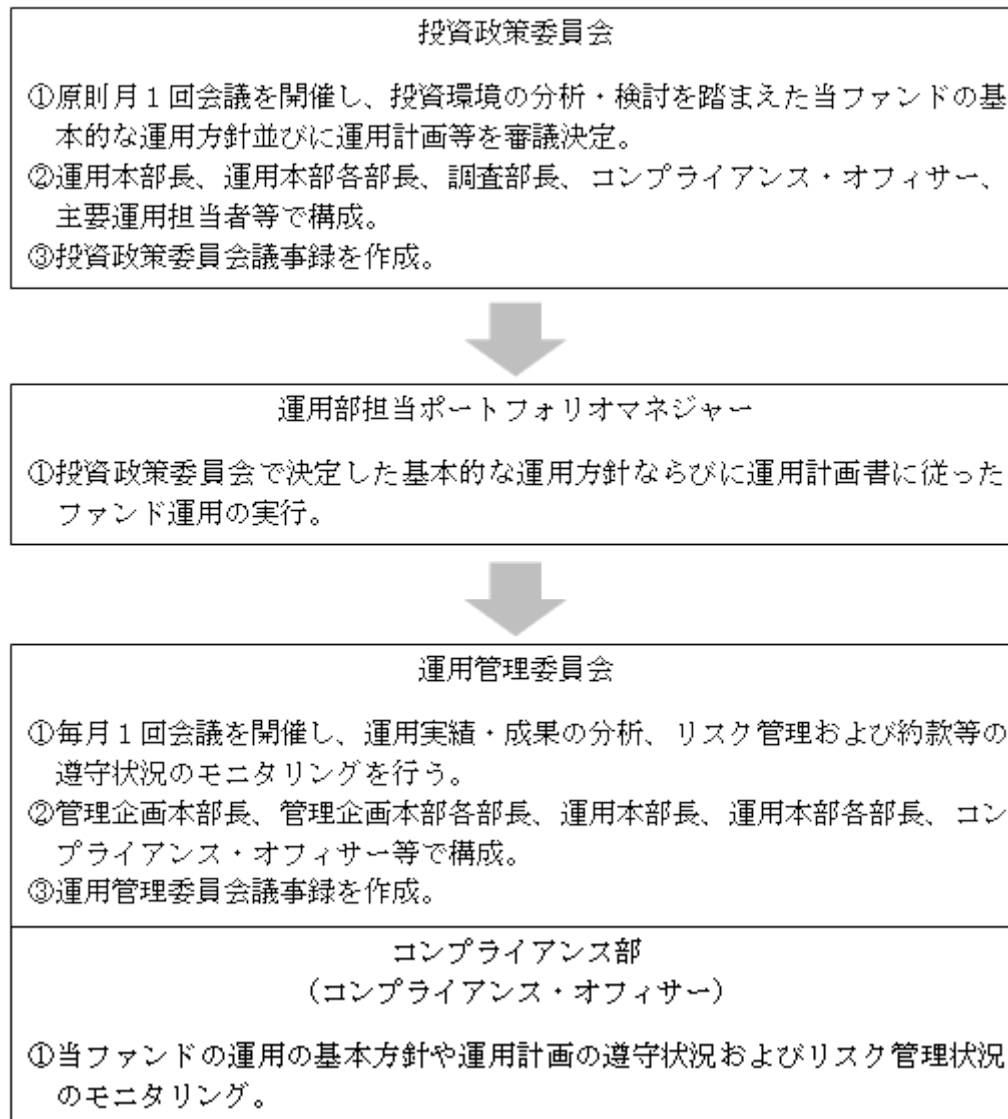 投資政策委員会
①原則月１回会議を開催し、投資環境の分析・検討を踏まえた当ファンドの基
本的な運用方針並びに運用計画等を審議決定。
②運用本部長、運用本部各部長、調査部長、コンプライアンス・オフィサー、
主要運用担当者等で構成。
③投資政策委員会議事録を作成。
運用部担当ポートフォリオマネジャー
①投資政策委員会で決定した基本的な運用方針ならびに運用計画書に従った
ファンド運用の実行。
運用管理委員会
①毎月１回会議を開催し、運用実績・成果の分析、リスク管理および約款等の
遵守状況のモニタリングを行う。
②管理企画本部長、管理企画本部各部長、運用本部長、運用本部各部長、コン
プライアンス・オフィサー等で構成。
③運用管理委員会議事録を作成。
コンプライアンス部
（コンプライアンス・オフィサー）
①当ファンドの運用の基本方針や運用計画の遵守状況およびリスク管理状況
のモニタリング。